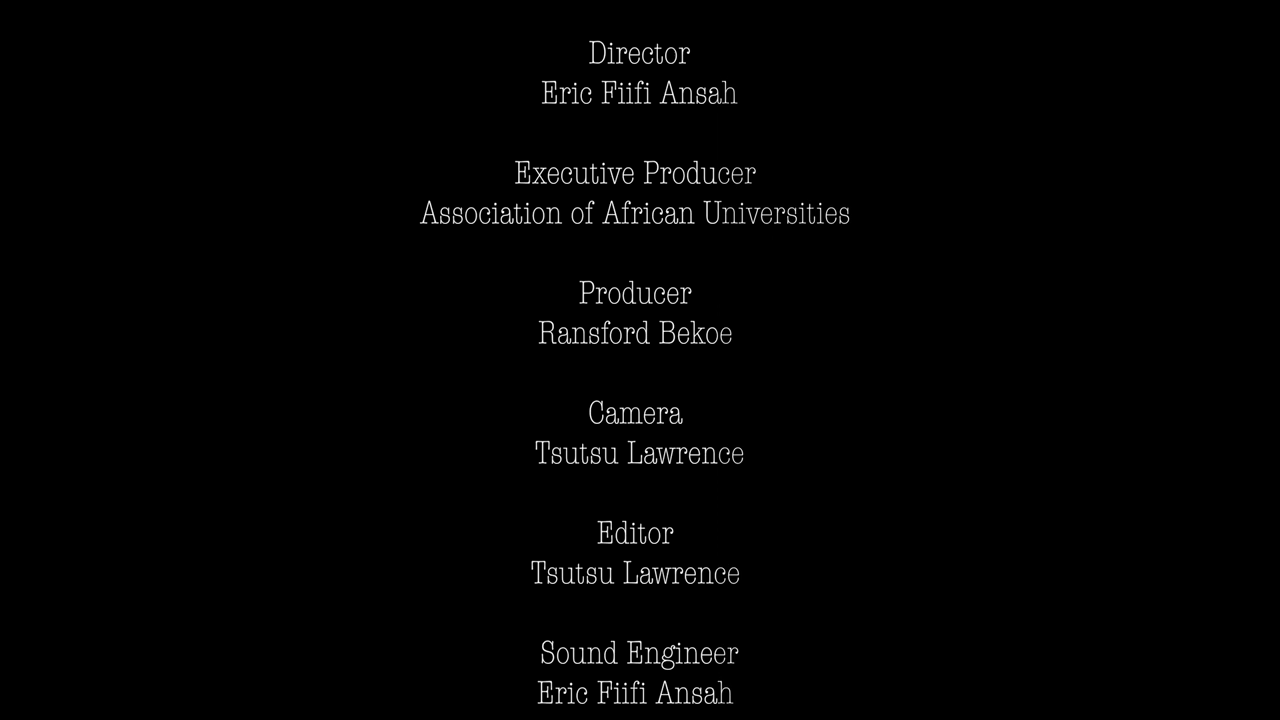 Director
Eric Fiifi Ansah
Executive Producer
Association of African Universities
Producer
Ransford Bekoe
Camera
Tsutsu Lawrence
Editor
Tsutsu Lawrence
Sound Engineer
Eric Fiifi Ansah